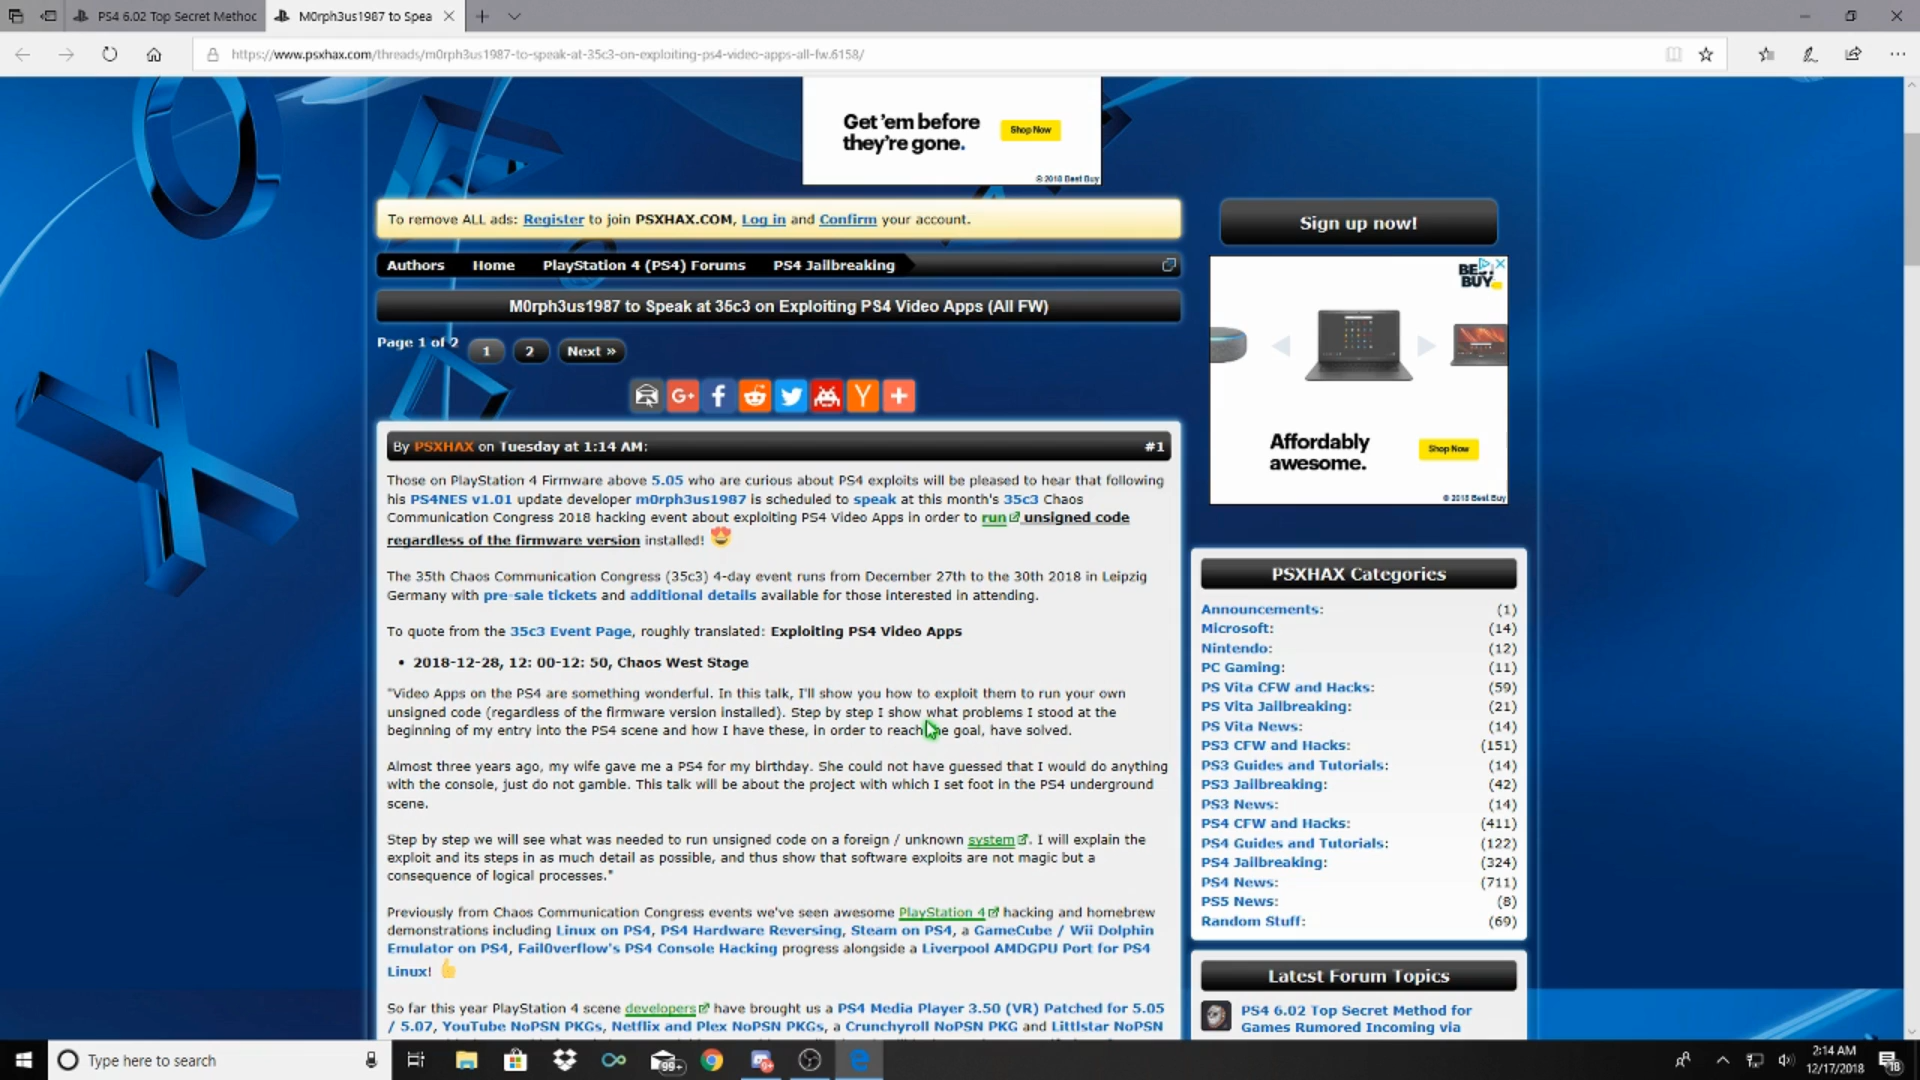 PS4 6.02 Top Secret Method
M0rph3us1987 to Spea
https://www.psxhax.com/threads/m0rph3us1987-to-speak-at-35c3-on-exploiting-ps4-video-apps-all-fw.6158/
Get 'em before
they're gone.
Shop Now
© 2018 Best Buy
To remove ALL ads: Register to join PSXHAX.COM, Log in and Confirm your account.
Sign up now!
Authors Home PlayStation 4 (PS4) Forums PS4 Jailbreaking
BEST
BUY
M0rph3us1987 to Speak at 35c3 on Exploiting PS4 Video Apps (All FW)
Page 1 of 2 1 2 Next »
G+ f Y +
Affordably
awesome.
Shop Now
© 2018 Best Buy
By PSXHAX on Tuesday at 1:14 AM: #1
Those on PlayStation 4 Firmware above 5.05 who are curious about PS4 exploits will be pleased to hear that following
his PS4NES v1.01 update developer m0rph3us1987 is scheduled to speak at this month's 35c3 Chaos
Communication Congress 2018 hacking event about exploiting PS4 Video Apps in order to run unsigned code
regardless of the firmware version installed!
The 35th Chaos Communication Congress (35c3) 4-day event runs from December 27th to the 30th 2018 in Leipzig
Germany with pre-sale tickets and additional details available for those interested in attending.
To quote from the 35c3 Event Page, roughly translated: Exploiting PS4 Video Apps
• 2018-12-28, 12: 00-12: 50, Chaos West Stage
"Video Apps on the PS4 are something wonderful. In this talk, I'll show you how to exploit them to run your own
unsigned code (regardless of the firmware version installed). Step by step I show what problems I stood at the
beginning of my entry into the PS4 scene and how I have these, in order to reach goal, have solved.
Almost three years ago, my wife gave me a PS4 for my birthday. She could not have guessed that I would do anything
with the console, just do not gamble. This talk will be about the project with which I set foot in the PS4 underground
scene.
Step by step we will see what was needed to run unsigned code on a foreign / unknown system. I will explain the
exploit and its steps in as much detail as possible, and thus show that software exploits are not magic but a
consequence of logical processes."
Previously from Chaos Communication Congress events we've seen awesome PlayStation 4 hacking and homebrew
demonstrations including Linux on PS4, PS4 Hardware Reversing, Steam on PS4, a GameCube / Wii Dolphin
Emulator on PS4, Fail0verflow's PS4 Console Hacking progress alongside a Liverpool AMDGPU Port for PS4
Linux!
So far this year PlayStation 4 scene developers have brought us a PS4 Media Player 3.50 (VR) Patched for 5.05
/ 5.07, YouTube NoPSN PKGs, Netflix and Plex NoPSN PKGs, a Crunchyroll NoPSN PKG and Littlstar NoPSN
PSXHAX Categories
Announcements: (1)
Microsoft: (14)
Nintendo: (12)
PC Gaming: (11)
PS Vita CFW and Hacks: (59)
PS Vita Jailbreaking: (21)
PS Vita News: (14)
PS3 CFW and Hacks: (151)
PS3 Guides and Tutorials: (14)
PS3 Jailbreaking: (42)
PS3 News: (14)
PS4 CFW and Hacks: (411)
PS4 Guides and Tutorials: (122)
PS4 Jailbreaking: (324)
PS4 News: (711)
PS5 News: (8)
Random Stuff: (69)
Latest Forum Topics
PS4 6.02 Top Secret Method for
Games Rumored Incoming via
Type here to search
99+
2:14 AM
12/17/2018
18